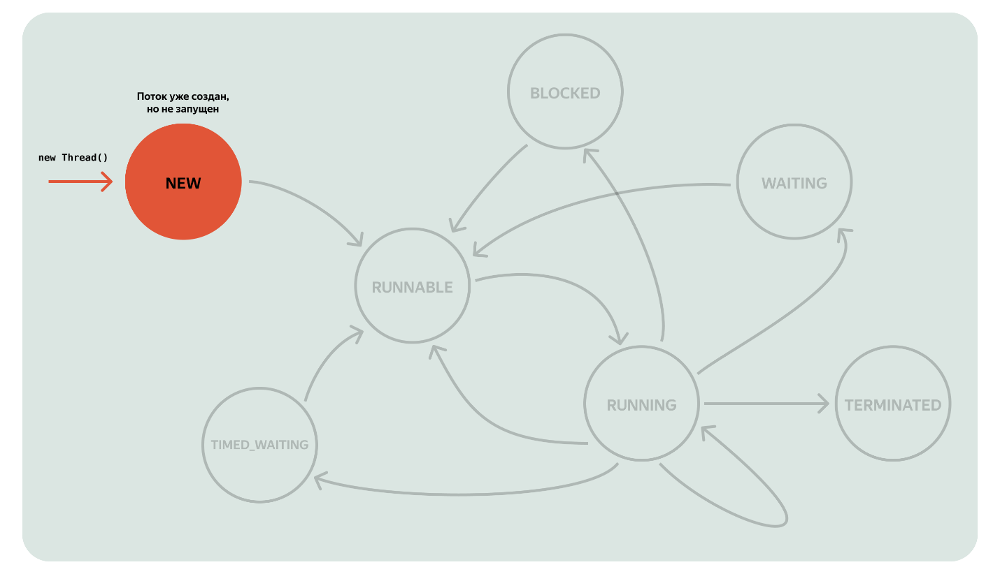 BLOCKED
Поток уже создан,
но не запущен
new Thread()
NEW
WAITING
RUNNABLE
RUNNING
TERMINATED
TIMED_WAITING